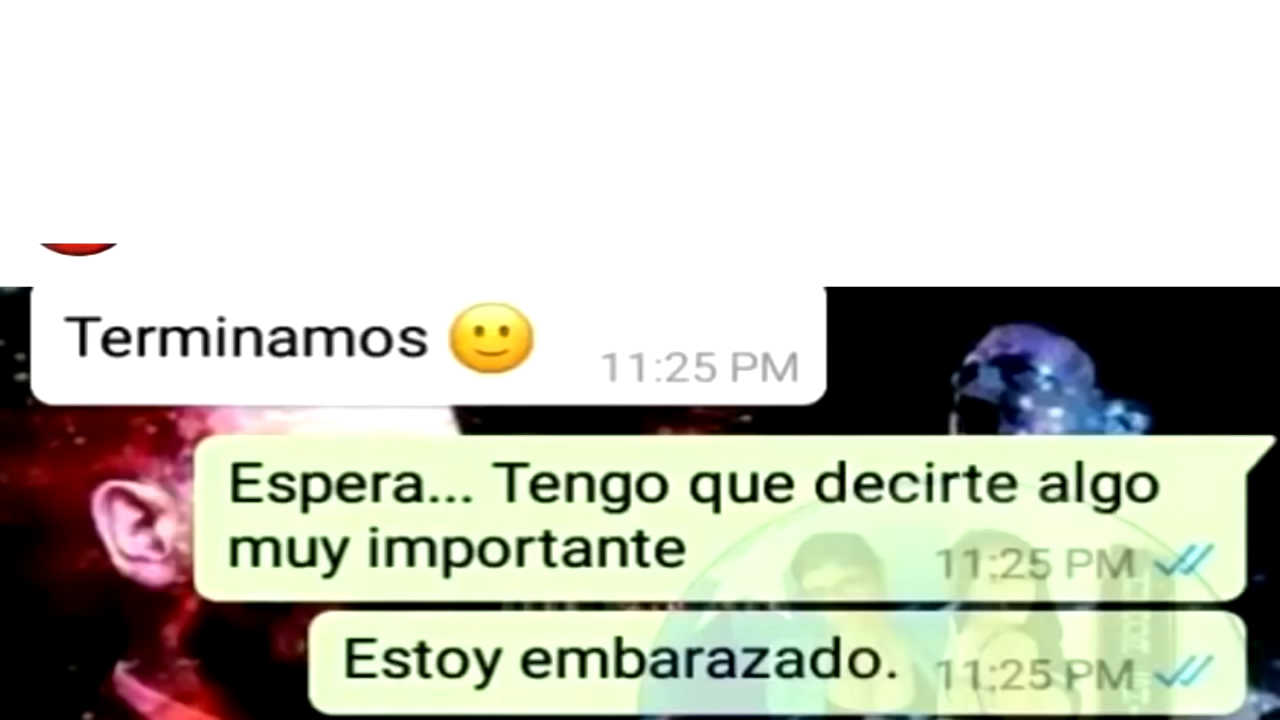 Terminamos 🙂 11:25 PM
Espera... Tengo que decirte algo
muy importante 11:25 PM
Estoy embarazado. 11:25 PM